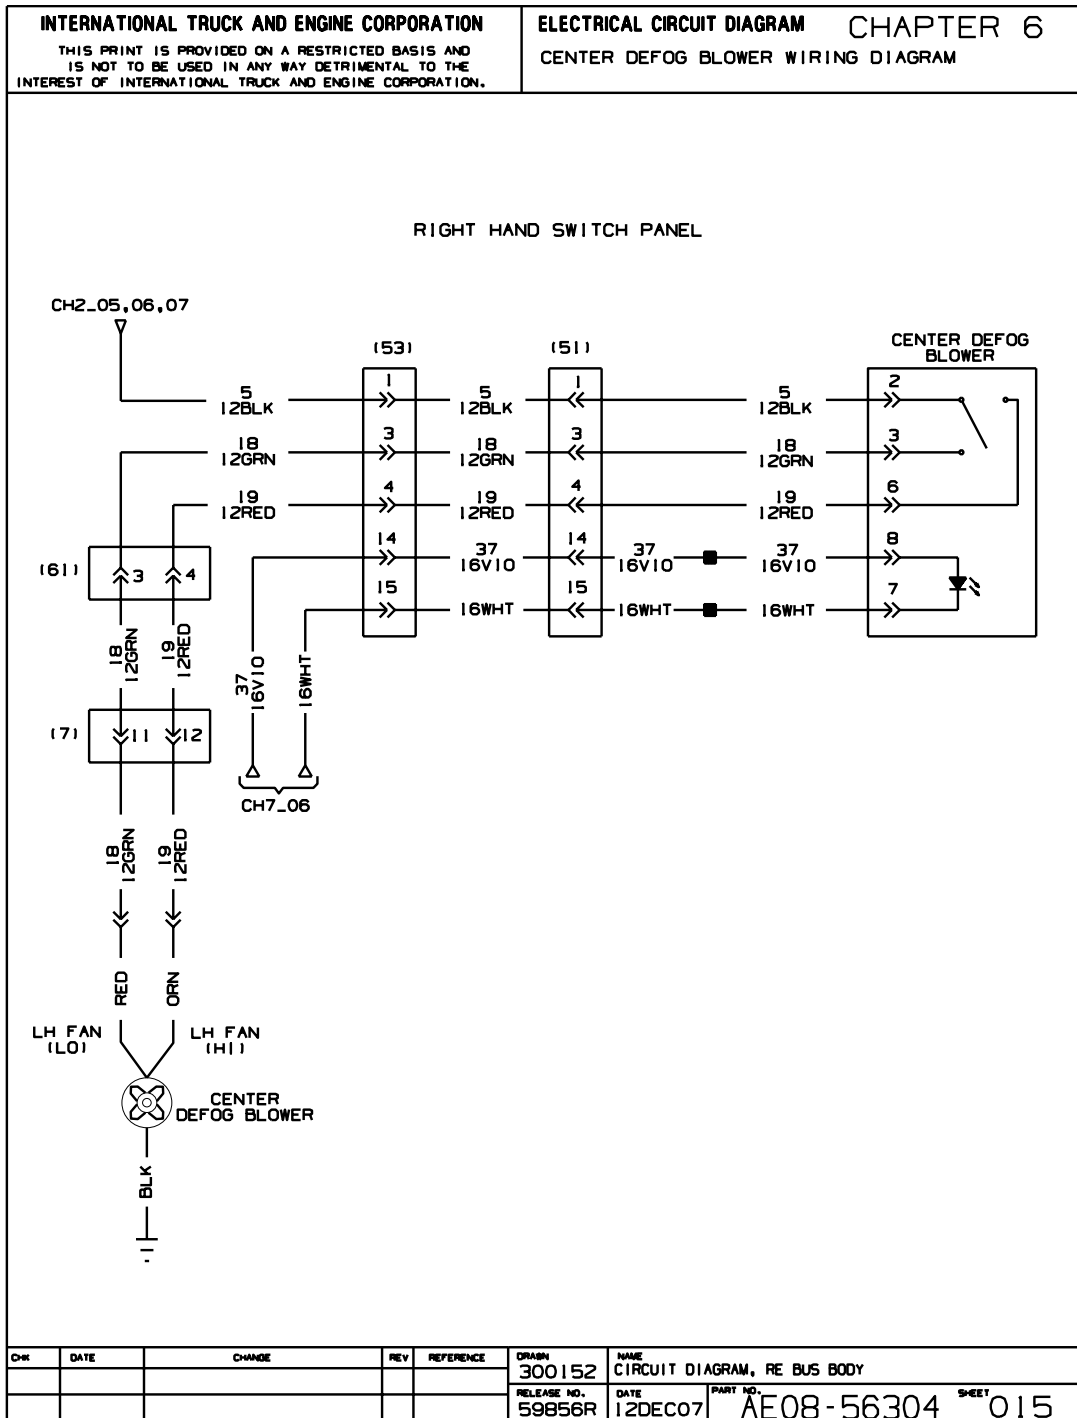 INTERNATIONAL TRUCK AND ENGINE CORPORATION
THIS PRINT IS PROVIDED ON A RESTRICTED BASIS AND
IS NOT TO BE USED IN ANY WAY DETRIMENTAL TO THE
INTEREST OF INTERNATIONAL TRUCK AND ENGINE CORPORATION.
ELECTRICAL CIRCUIT DIAGRAM CHAPTER 6
CENTER DEFOG BLOWER WIRING DIAGRAM
RIGHT HAND SWITCH PANEL
CH2_05,06,07
(53) (51) CENTER DEFOG
BLOWER
5 1 5 1 5 2
12BLK 12BLK 12BLK
18 3 18 3 18 3
12GRN 12GRN 12GRN
19 4 19 4 19 6
12RED 12RED 12RED
14 37 14 37 37 8
16VIO 16VIO 16VIO
15 16WHT 15 16WHT 16WHT 7
(61) 3 4
18 19
12GRN 12RED
37
16VIO 16WHT
(7) 11 12
CH7_06
18 19
12GRN 12RED
RED ORN
LH FAN LH FAN
(LO) (HI)
CENTER
DEFOG BLOWER
BLK
CHK DATE CHANGE REV REFERENCE
DRAWN
300152
NAME
CIRCUIT DIAGRAM, RE BUS BODY
RELEASE NO.
59856R
DATE
12DEC07
PART NO.
AE08-56304
SHEET
015